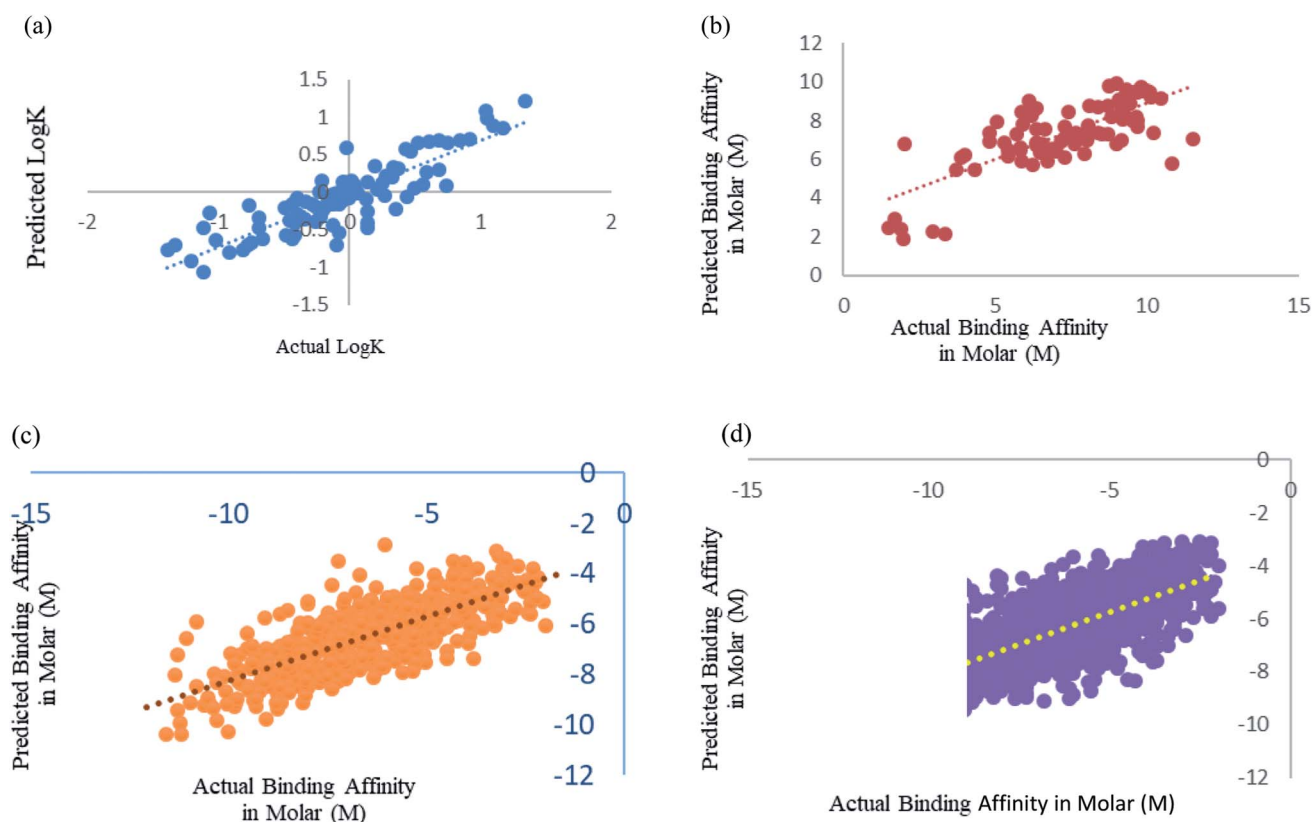 (a)
Predicted LogK
1.5
1
0.5
0
-0.5
-1
-1.5
-2
-1
0
1
2
Actual LogK
(b)
Predicted Binding Affinity
in Molar (M)
12
10
8
6
4
2
0
0
5
10
15
Actual Binding Affinity
in Molar (M)
(c)
Predicted Binding Affinity
in Molar (M)
-15
-10
-5
0
0
-2
-4
-6
-8
-10
-12
Actual Binding Affinity
in Molar (M)
(d)
Predicted Binding Affinity
in Molar (M)
-15
-10
-5
0
0
-2
-4
-6
-8
-10
-12
Actual Binding Affinity in Molar (M)